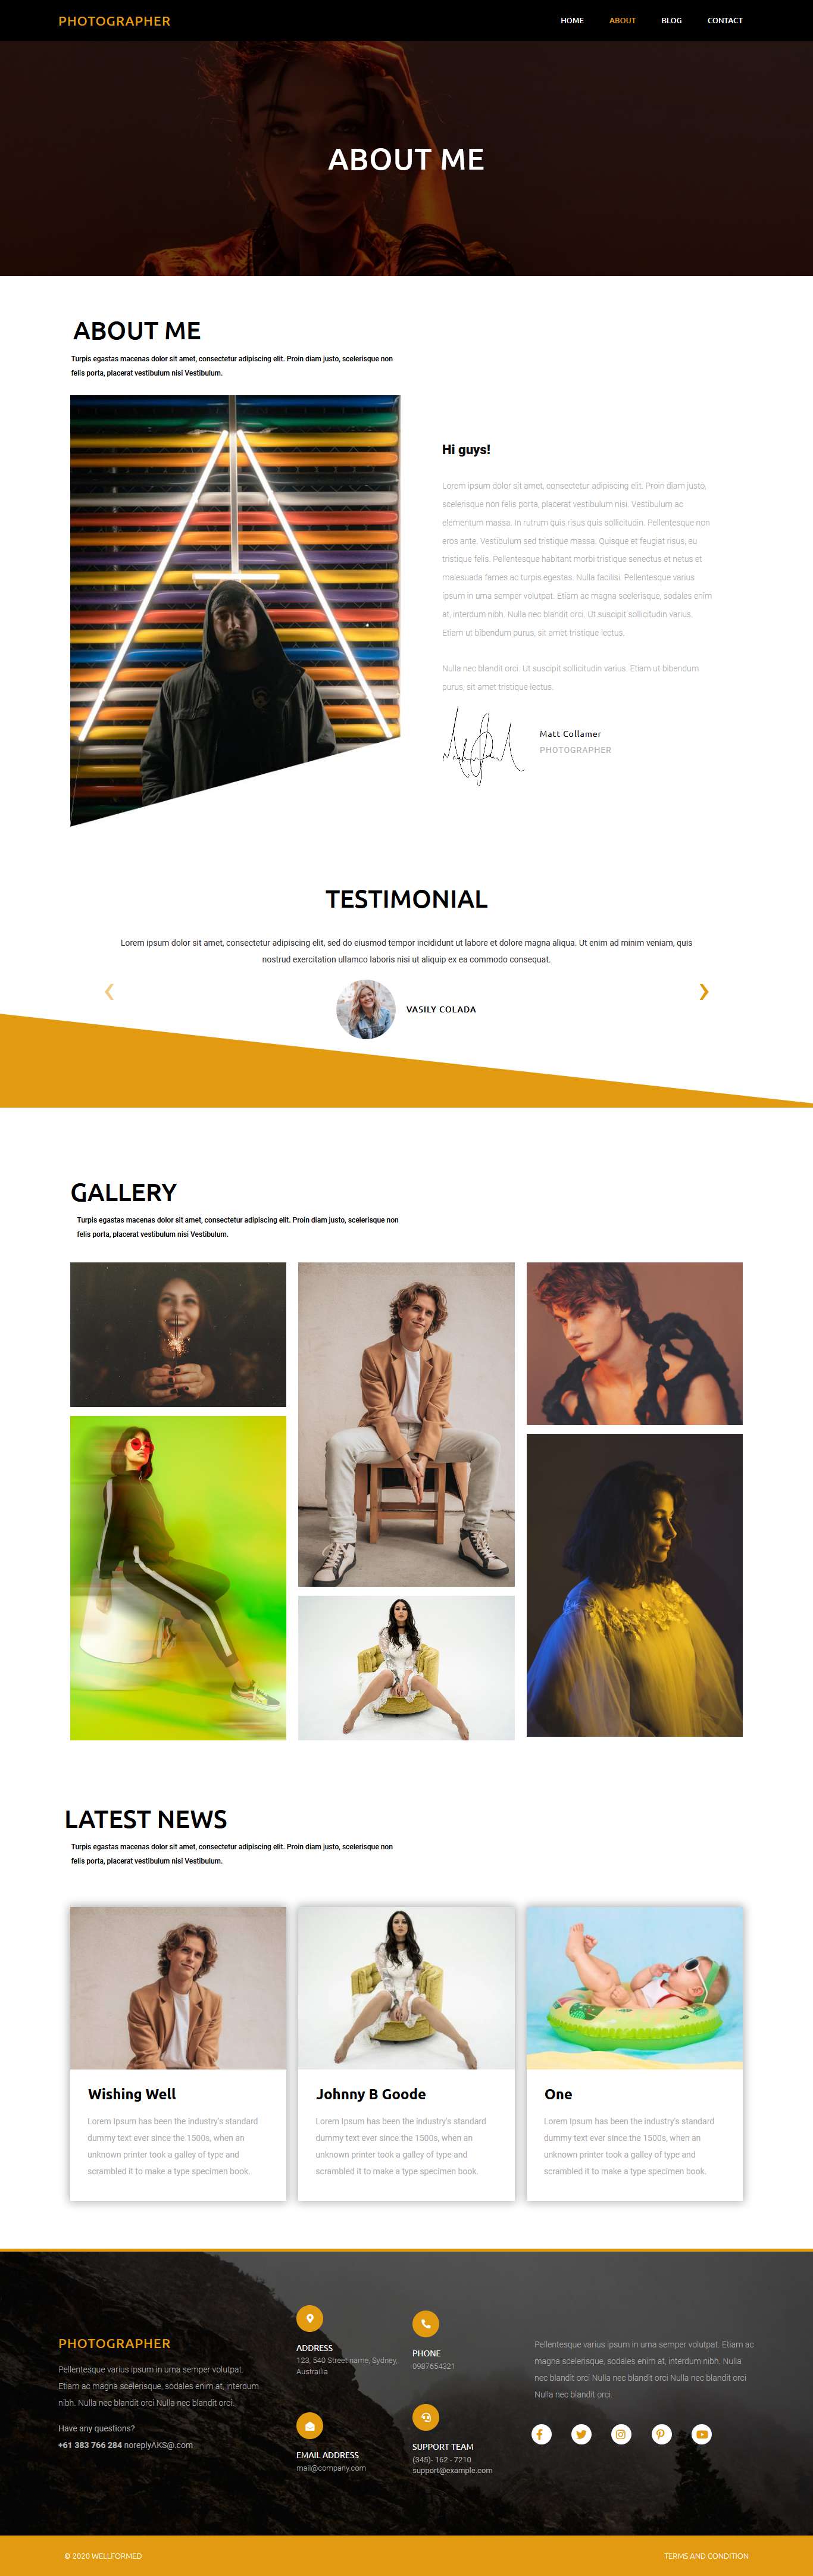 PHOTOGRAPHER
HOME ABOUT BLOG CONTACT
ABOUT ME
ABOUT ME
Turpis egastas macenas dolor sit amet, consectetur adipiscing elit. Proin diam justo, scelerisque non
felis porta, placerat vestibulum nisi Vestibulum.
Hi guys!
Lorem ipsum dolor sit amet, consectetur adipiscing elit. Proin diam justo,
scelerisque non felis porta, placerat vestibulum nisi. Vestibulum ac
elementum massa. In rutrum quis risus quis sollicitudin. Pellentesque non
eros ante. Vestibulum sed tristique massa. Quisque et feugiat risus, eu
tristique felis. Pellentesque habitant morbi tristique senectus et netus et
malesuada fames ac turpis egestas. Nulla facilisi. Pellentesque varius
ipsum in urna semper volutpat. Etiam ac magna scelerisque, sodales enim
at, interdum nibh. Nulla nec blandit orci. Ut suscipit sollicitudin varius.
Etiam ut bibendum purus, sit amet tristique lectus.
Nulla nec blandit orci. Ut suscipit sollicitudin varius. Etiam ut bibendum
purus, sit amet tristique lectus.
Matt Collamer
PHOTOGRAPHER
TESTIMONIAL
Lorem ipsum dolor sit amet, consectetur adipiscing elit, sed do eiusmod tempor incididunt ut labore et dolore magna aliqua. Ut enim ad minim veniam, quis
nostrud exercitation ullamco laboris nisi ut aliquip ex ea commodo consequat.
VASILY COLADA
GALLERY
Turpis egastas macenas dolor sit amet, consectetur adipiscing elit. Proin diam justo, scelerisque non
felis porta, placerat vestibulum nisi Vestibulum.
LATEST NEWS
Turpis egastas macenas dolor sit amet, consectetur adipiscing elit. Proin diam justo, scelerisque non
felis porta, placerat vestibulum nisi Vestibulum.
Wishing Well
Lorem Ipsum has been the industry's standard
dummy text ever since the 1500s, when an
unknown printer took a galley of type and
scrambled it to make a type specimen book.
Johnny B Goode
Lorem Ipsum has been the industry's standard
dummy text ever since the 1500s, when an
unknown printer took a galley of type and
scrambled it to make a type specimen book.
One
Lorem Ipsum has been the industry's standard
dummy text ever since the 1500s, when an
unknown printer took a galley of type and
scrambled it to make a type specimen book.
PHOTOGRAPHER
Pellentesque varius ipsum in urna semper volutpat.
Etiam ac magna scelerisque, sodales enim at, interdum
nibh. Nulla nec blandit orci Nulla nec blandit orci.
Have any questions?
+61 383 766 284 noreplyAKS@.com
ADDRESS
123, 540 Street name, Sydney,
Austrailia
EMAIL ADDRESS
mail@company.com
PHONE
0987654321
SUPPORT TEAM
(345)- 162 - 7210
support@example.com
Pellentesque varius ipsum in urna semper volutpat. Etiam ac
magna scelerisque, sodales enim at, interdum nibh. Nulla
nec blandit orci Nulla nec blandit orci Nulla nec blandit orci
Nulla nec blandit orci.
© 2020 WELLFORMED
TERMS AND CONDITION